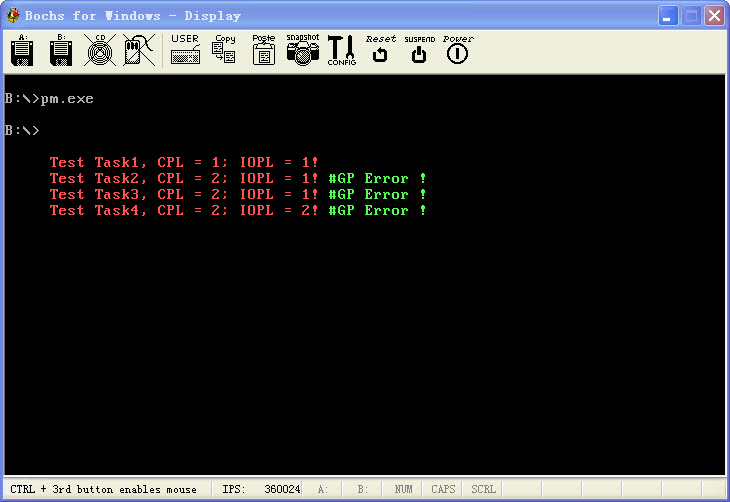 Bochs for Windows - Display
A: B: CD USER Copy Poste snapshot CONFIG Reset SUSPEND Power
B:\>pm.exe
B:\>
Test Task1, CPL = 1; IOPL = 1!
Test Task2, CPL = 2; IOPL = 1! #GP Error !
Test Task3, CPL = 2; IOPL = 1! #GP Error !
Test Task4, CPL = 2; IOPL = 2! #GP Error !
CTRL + 3rd button enables mouse IPS: 360024 A: B: NUM CAPS SCRL